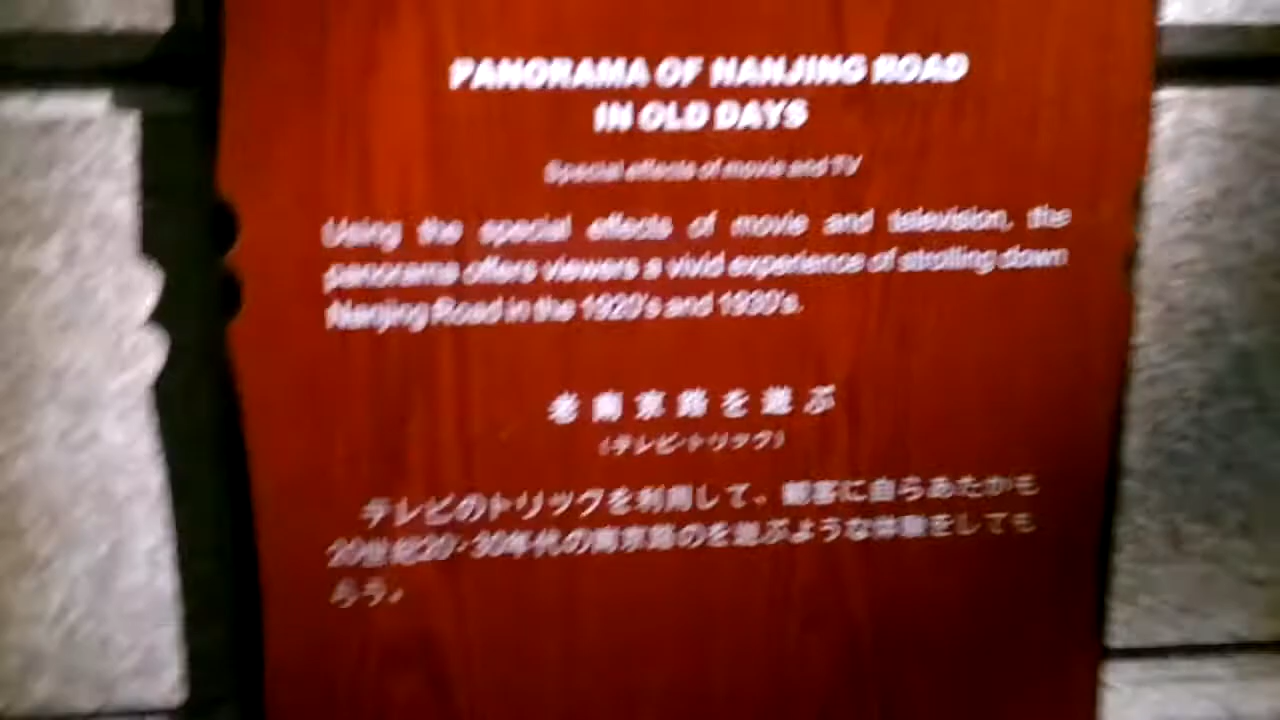 PANORAMA OF NANJING ROAD
IN OLD DAYS
Special effects of movie and TV
Using the special effects of movie and television, the
panorama offers viewers a vivid experience of strolling down
Nanjing Road in the 1920's and 1930's.
老南京路を遊ぶ
(テレビ·トリック)
テレビのトリックを利用して、観客に自らあたかも
20世紀20·30年代の南京路のを遊ぶような体験をしても
らう。